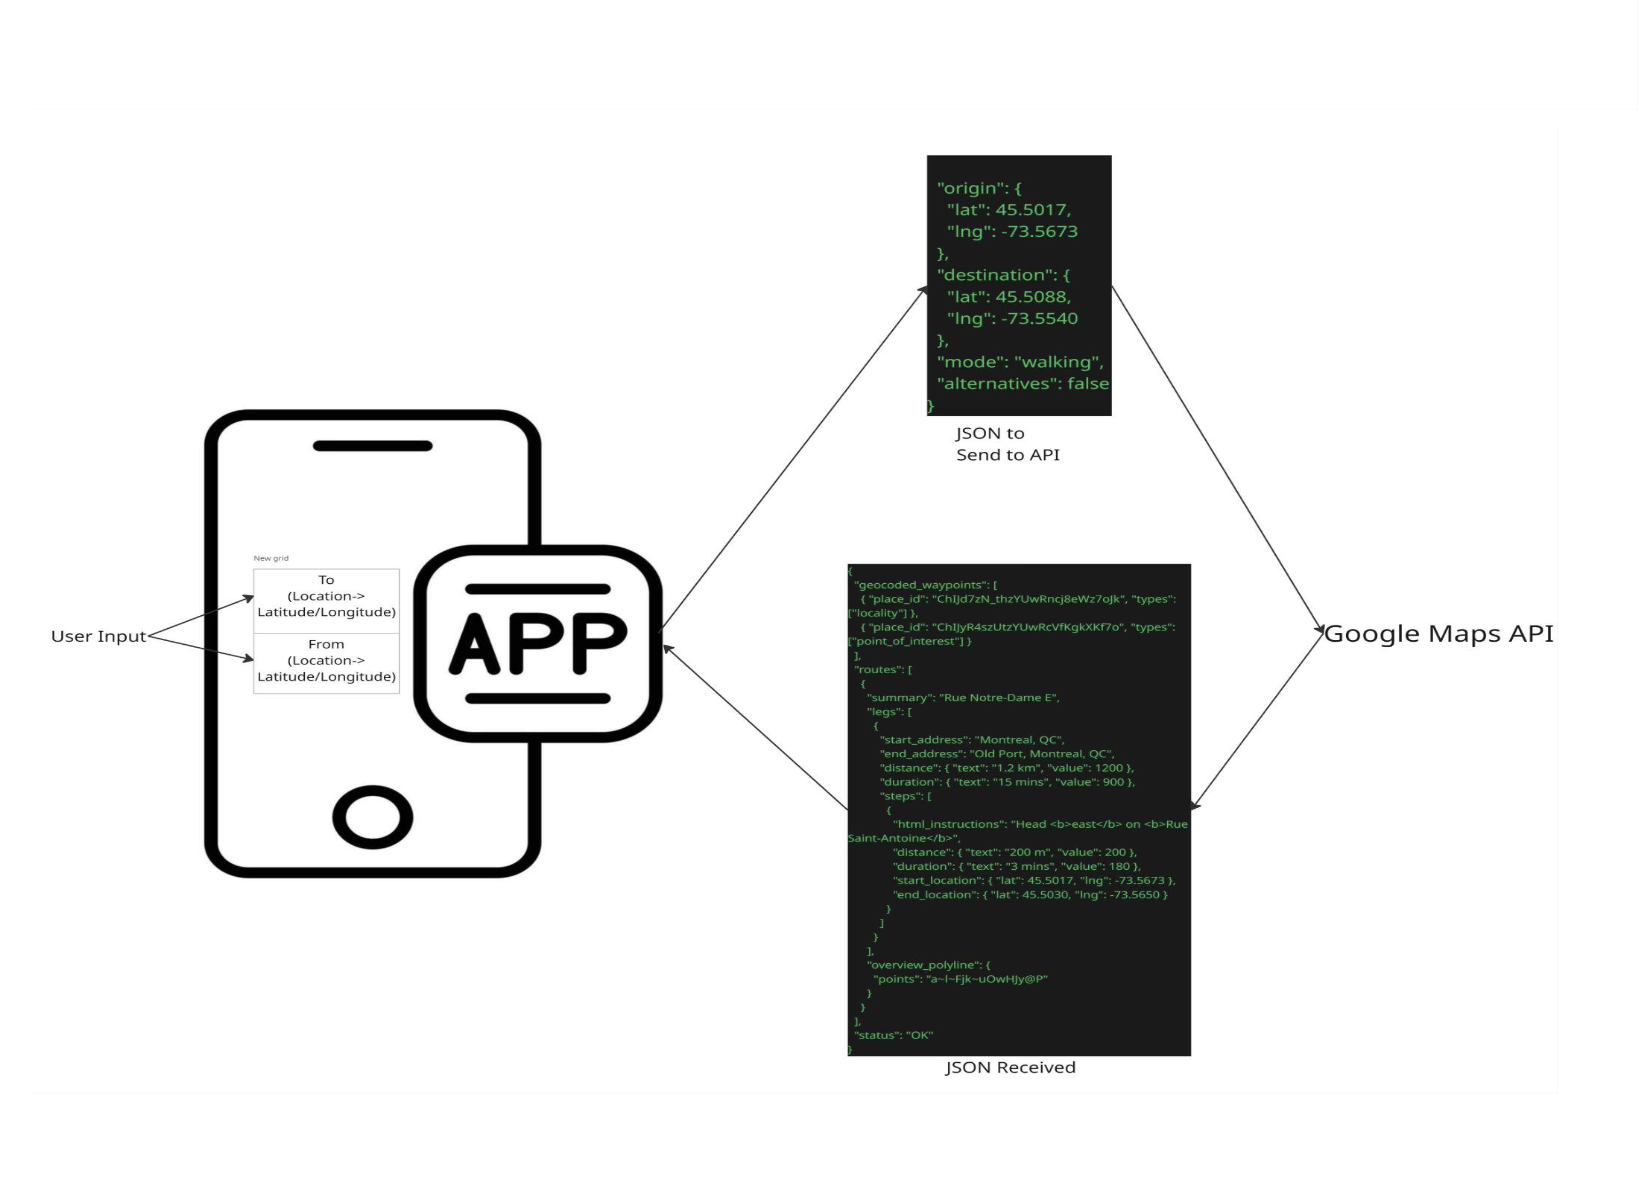 User Input
New grid
To
(Location->
Latitude/Longitude)
From
(Location->
Latitude/Longitude)
APP
"origin": {
"lat": 45.5017,
"lng": -73.5673
},
"destination": {
"lat": 45.5088,
"lng": -73.5540
},
"mode": "walking",
"alternatives": false
}
JSON to
Send to API
Google Maps API
{
"geocoded_waypoints": [
{ "place_id": "ChIJd7zN_thzYUwRncj8eWz7oJk", "types":
["locality"] },
{ "place_id": "ChIJyR4szUtzYUwRcVfKgkXKf7o", "types":
["point_of_interest"] }
],
"routes": [
{
"summary": "Rue Notre-Dame E",
"legs": [
{
"start_address": "Montreal, QC",
"end_address": "Old Port, Montreal, QC",
"distance": { "text": "1.2 km", "value": 1200 },
"duration": { "text": "15 mins", "value": 900 },
"steps": [
{
"html_instructions": "Head <b>east</b> on <b>Rue
Saint-Antoine</b>",
"distance": { "text": "200 m", "value": 200 },
"duration": { "text": "3 mins", "value": 180 },
"start_location": { "lat": 45.5017, "lng": -73.5673 },
"end_location": { "lat": 45.5030, "lng": -73.5650 }
}
]
}
],
"overview_polyline": {
"points": "a~l~Fjk~uOwHJy@P"
}
}
],
"status": "OK"
}
JSON Received